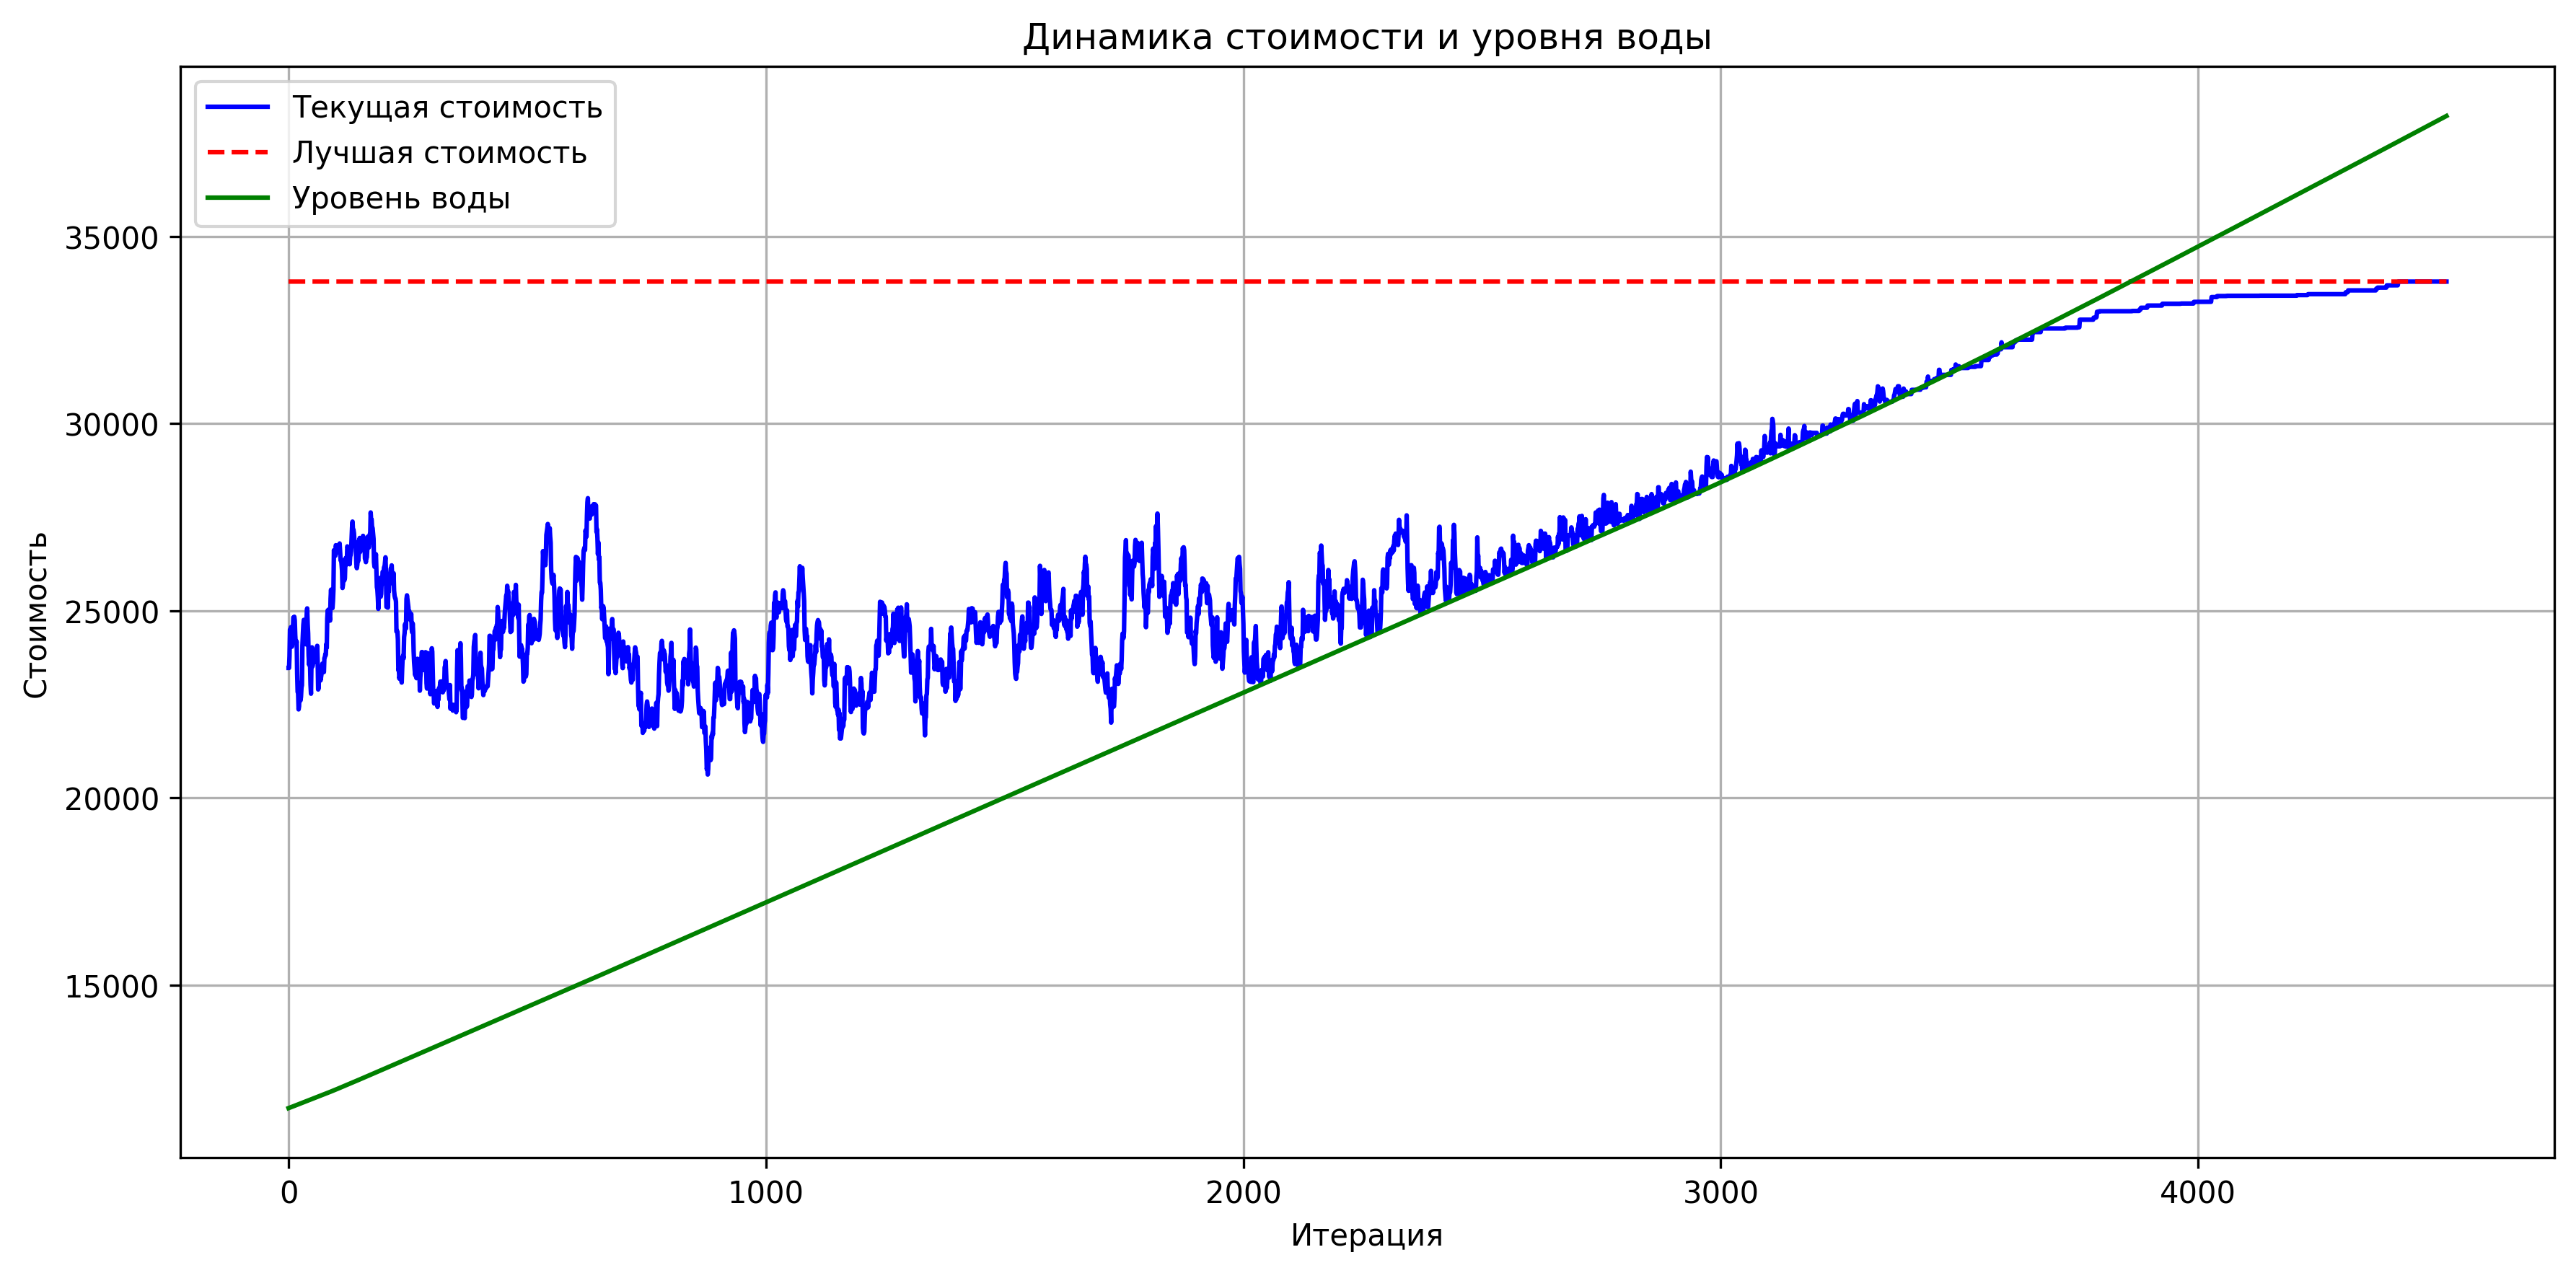 Динамика стоимости и уровня воды
Текущая стоимость
Лучшая стоимость
Уровень воды
35000
30000
25000
20000
15000
Стоимость
0 1000 2000 3000 4000
Итерация